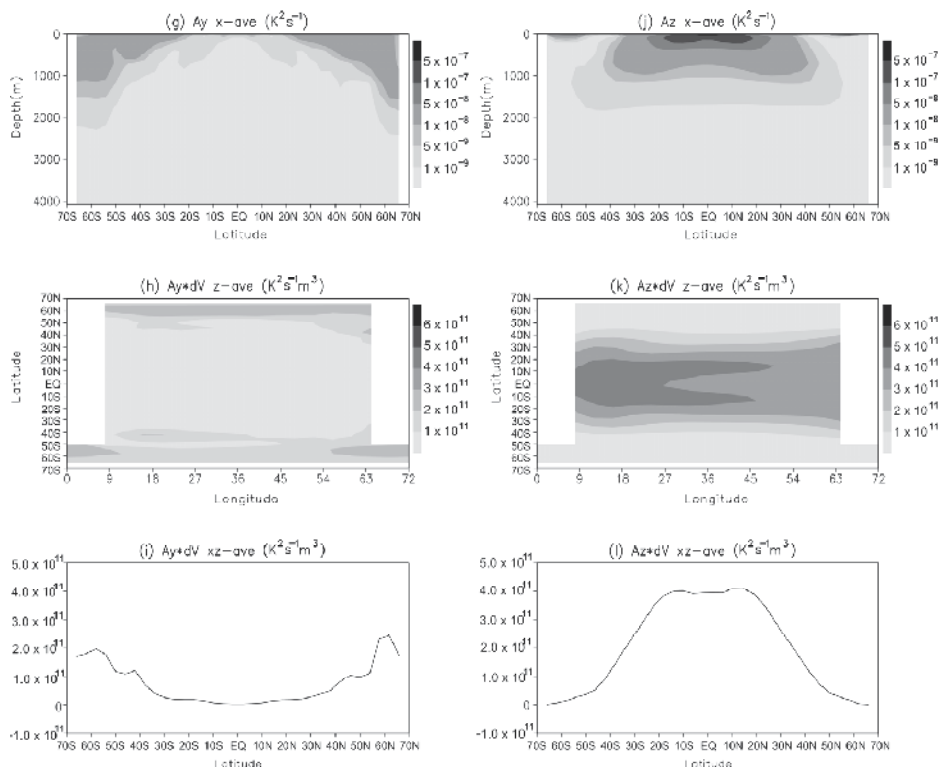 (g) Ay x-ave (K²s⁻¹)
0
1000
2000
3000
4000
Depth(m)
70S 60S 50S 40S 30S 20S 10S EQ 10N 20N 30N 40N 50N 60N 70N
Latitude
5 x 10⁻⁷
1 x 10⁻⁷
5 x 10⁻⁸
1 x 10⁻⁸
5 x 10⁻⁹
1 x 10⁻⁹
(j) Az x-ave (K²s⁻¹)
0
1000
2000
3000
4000
Depth(m)
70S 60S 50S 40S 30S 20S 10S EQ 10N 20N 30N 40N 50N 60N 70N
Latitude
5 x 10⁻⁷
1 x 10⁻⁷
5 x 10⁻⁸
1 x 10⁻⁸
5 x 10⁻⁹
1 x 10⁻⁹
(h) Ay*dV z-ave (K²s⁻¹m³)
70N
60N
50N
40N
30N
20N
10N
EQ
10S
20S
30S
40S
50S
60S
70S
Latitude
0 9 18 27 36 45 54 63 72
Longitude
6 x 10¹¹
5 x 10¹¹
4 x 10¹¹
3 x 10¹¹
2 x 10¹¹
1 x 10¹¹
(k) Az*dV z-ave (K²s⁻¹m³)
70N
60N
50N
40N
30N
20N
10N
EQ
10S
20S
30S
40S
50S
60S
70S
Latitude
0 9 18 27 36 45 54 63 72
Longitude
6 x 10¹¹
5 x 10¹¹
4 x 10¹¹
3 x 10¹¹
2 x 10¹¹
1 x 10¹¹
(i) Ay*dV xz-ave (K²s⁻¹m³)
5.0 x 10¹¹
4.0 x 10¹¹
3.0 x 10¹¹
2.0 x 10¹¹
1.0 x 10¹¹
0
-1.0 x 10¹¹
70S 60S 50S 40S 30S 20S 10S EQ 10N 20N 30N 40N 50N 60N 70N
Latitude
(l) Az*dV xz-ave (K²s⁻¹m³)
5.0 x 10¹¹
4.0 x 10¹¹
3.0 x 10¹¹
2.0 x 10¹¹
1.0 x 10¹¹
0
-1.0 x 10¹¹
70S 60S 50S 40S 30S 20S 10S EQ 10N 20N 30N 40N 50N 60N 70N
Latitude